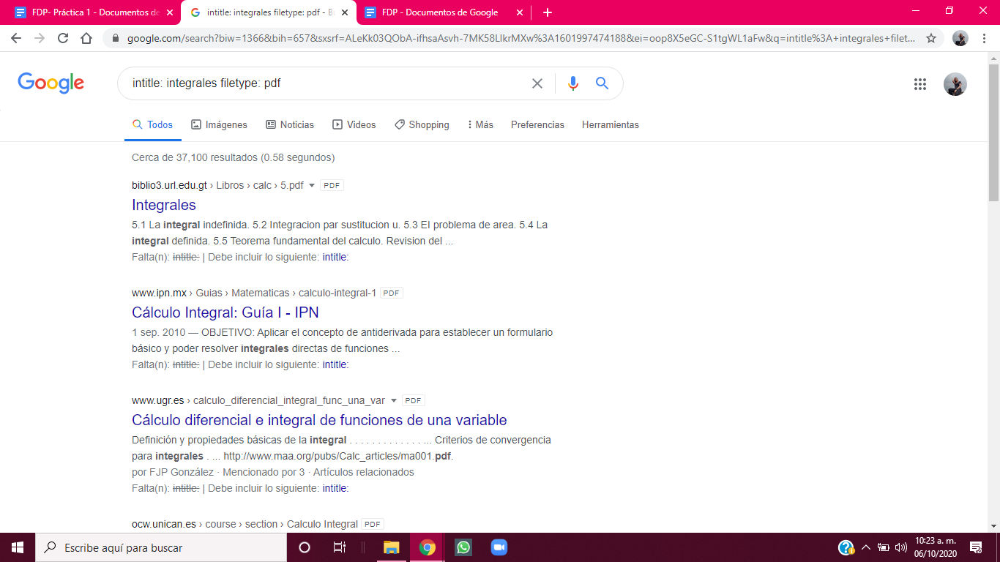 FDP- Práctica 1 - Documentos de
intitle: integrales filetype: pdf - B
FDP - Documentos de Google
google.com/search?biw=1366&bih=657&sxsrf=ALeKk03QObA-ifhsaAsvh-7MK58LlkrMXw%3A1601997474188&ei=oop8X5eGC-S1tgWL1aFw&q=intitle%3A+integrales+filet...
Google
intitle: integrales filetype: pdf
Todos
Imágenes
Noticias
Videos
Shopping
Más
Preferencias
Herramientas
Cerca de 37,100 resultados (0.58 segundos)
biblio3.url.edu.gt › Libros › calc › 5.pdf PDF
Integrales
5.1 La integral indefinida. 5.2 Integracion par sustitucion u. 5.3 EI problema de area. 5.4 La
integral definida. 5.5 Teorema fundamental del calculo. Revision del ...
Falta(n): intitle: | Debe incluir lo siguiente: intitle:
www.ipn.mx › Guias › Matematicas › calculo-integral-1 PDF
Cálculo Integral: Guía I - IPN
1 sep. 2010 — OBJETIVO: Aplicar el concepto de antiderivada para establecer un formulario
básico y poder resolver integrales directas de funciones ...
Falta(n): intitle: | Debe incluir lo siguiente: intitle:
www.ugr.es › calculo_diferencial_integral_func_una_var PDF
Cálculo diferencial e integral de funciones de una variable
Definición y propiedades básicas de la integral . . . . . . . . . . . . . . ... Criterios de convergencia
para integrales . ... http://www.maa.org/pubs/Calc_articles/ma001.pdf.
por FJP González · Mencionado por 3 · Artículos relacionados
Falta(n): intitle: | Debe incluir lo siguiente: intitle:
ocw.unican.es › course › section › Calculo Integral PDF
Escribe aquí para buscar
10:23 a. m.
06/10/2020